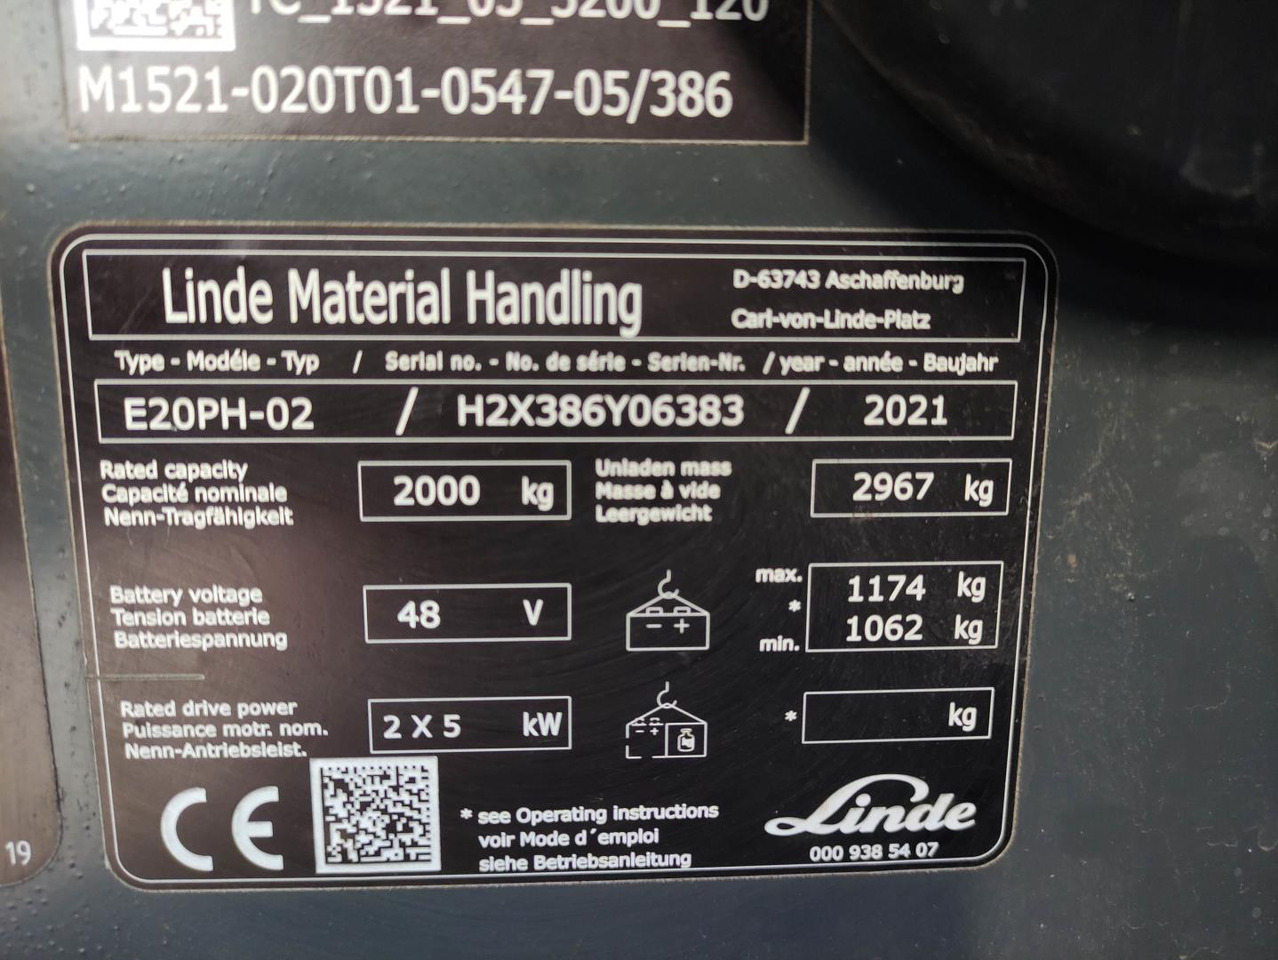 M1521-020T01-0547-05/386
Linde Material Handling
D-63743 Aschaffenburg
Carl-von-Linde-Platz
Type - Modéle - Typ / Serial no. - No. de série - Serien-Nr. / year - année - Baujahr
E20PH-02 / H2X386Y06383 / 2021
Rated capacity
Capacité nominale
Nenn-Tragfähigkeit
2000 kg
Unladen mass
Masse à vide
Leergewicht
2967 kg
Battery voltage
Tension batterie
Batteriespannung
48 V
- +
max.
*
min.
1174 kg
1062 kg
Rated drive power
Puissance motr. nom.
Nenn-Antriebsleist.
2 X 5 kW
- +
kg
* kg
CE
* see Operating instructions
voir Mode d´emploi
siehe Betriebsanleitung
Linde
000 938 54 07
19